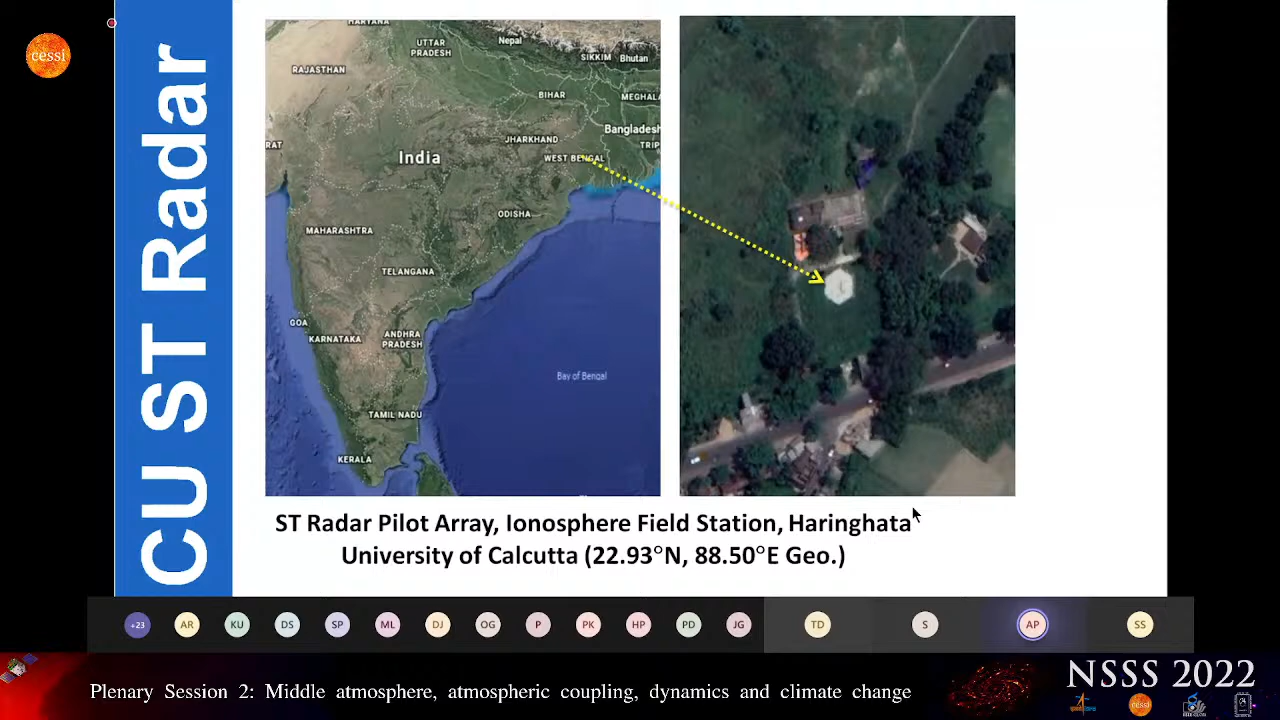 cessi
CU ST Radar
HARYANA
UTTAR
PRADESH
Nepal
SIKKIM
Bhutan
RAJASTHAN
BIHAR
MEGHALA
Bangladesh
JHARKHAND
TRIP
RAT
India
WEST BENGAL
ODISHA
MAHARASHTRA
TELANGANA
GOA
KARNATAKA
ANDHRA
PRADESH
Bay of Bengal
TAMIL NADU
KERALA
ST Radar Pilot Array, Ionosphere Field Station, Haringhata
University of Calcutta (22.93°N, 88.50°E Geo.)
+23 AR KU DS SP ML DJ OG P PK HP PD JG TD S AP SS
Plenary Session 2: Middle atmosphere, atmospheric coupling, dynamics and climate change
NSSS 2022
cessi